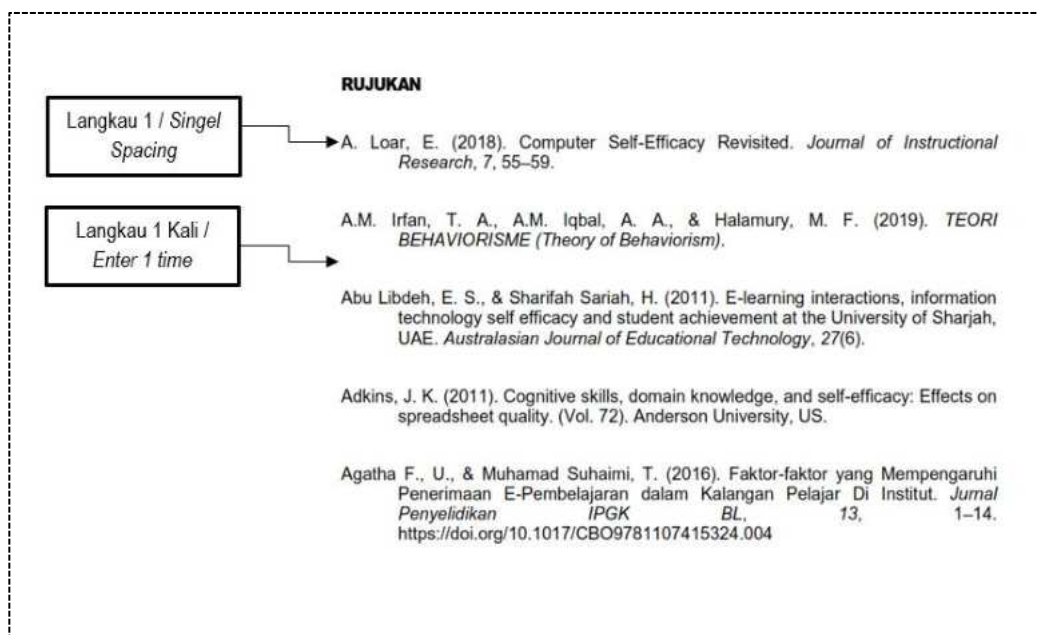 RUJUKAN
Langkau 1 / Singel
Spacing
A. Loar, E. (2018). Computer Self-Efficacy Revisited. Journal of Instructional
Research, 7, 55–59.
Langkau 1 Kali /
Enter 1 time
A.M. Irfan, T. A., A.M. Iqbal, A. A., & Halamury, M. F. (2019). TEORI
BEHAVIORISME (Theory of Behaviorism).
Abu Libdeh, E. S., & Sharifah Sariah, H. (2011). E-learning interactions, information
technology self efficacy and student achievement at the University of Sharjah,
UAE. Australasian Journal of Educational Technology, 27(6).
Adkins, J. K. (2011). Cognitive skills, domain knowledge, and self-efficacy: Effects on
spreadsheet quality. (Vol. 72). Anderson University, US.
Agatha F., U., & Muhamad Suhaimi, T. (2016). Faktor-faktor yang Mempengaruhi
Penerimaan E-Pembelajaran dalam Kalangan Pelajar Di Institut. Jurnal
Penyelidikan IPGK BL, 13, 1–14.
https://doi.org/10.1017/CBO9781107415324.004